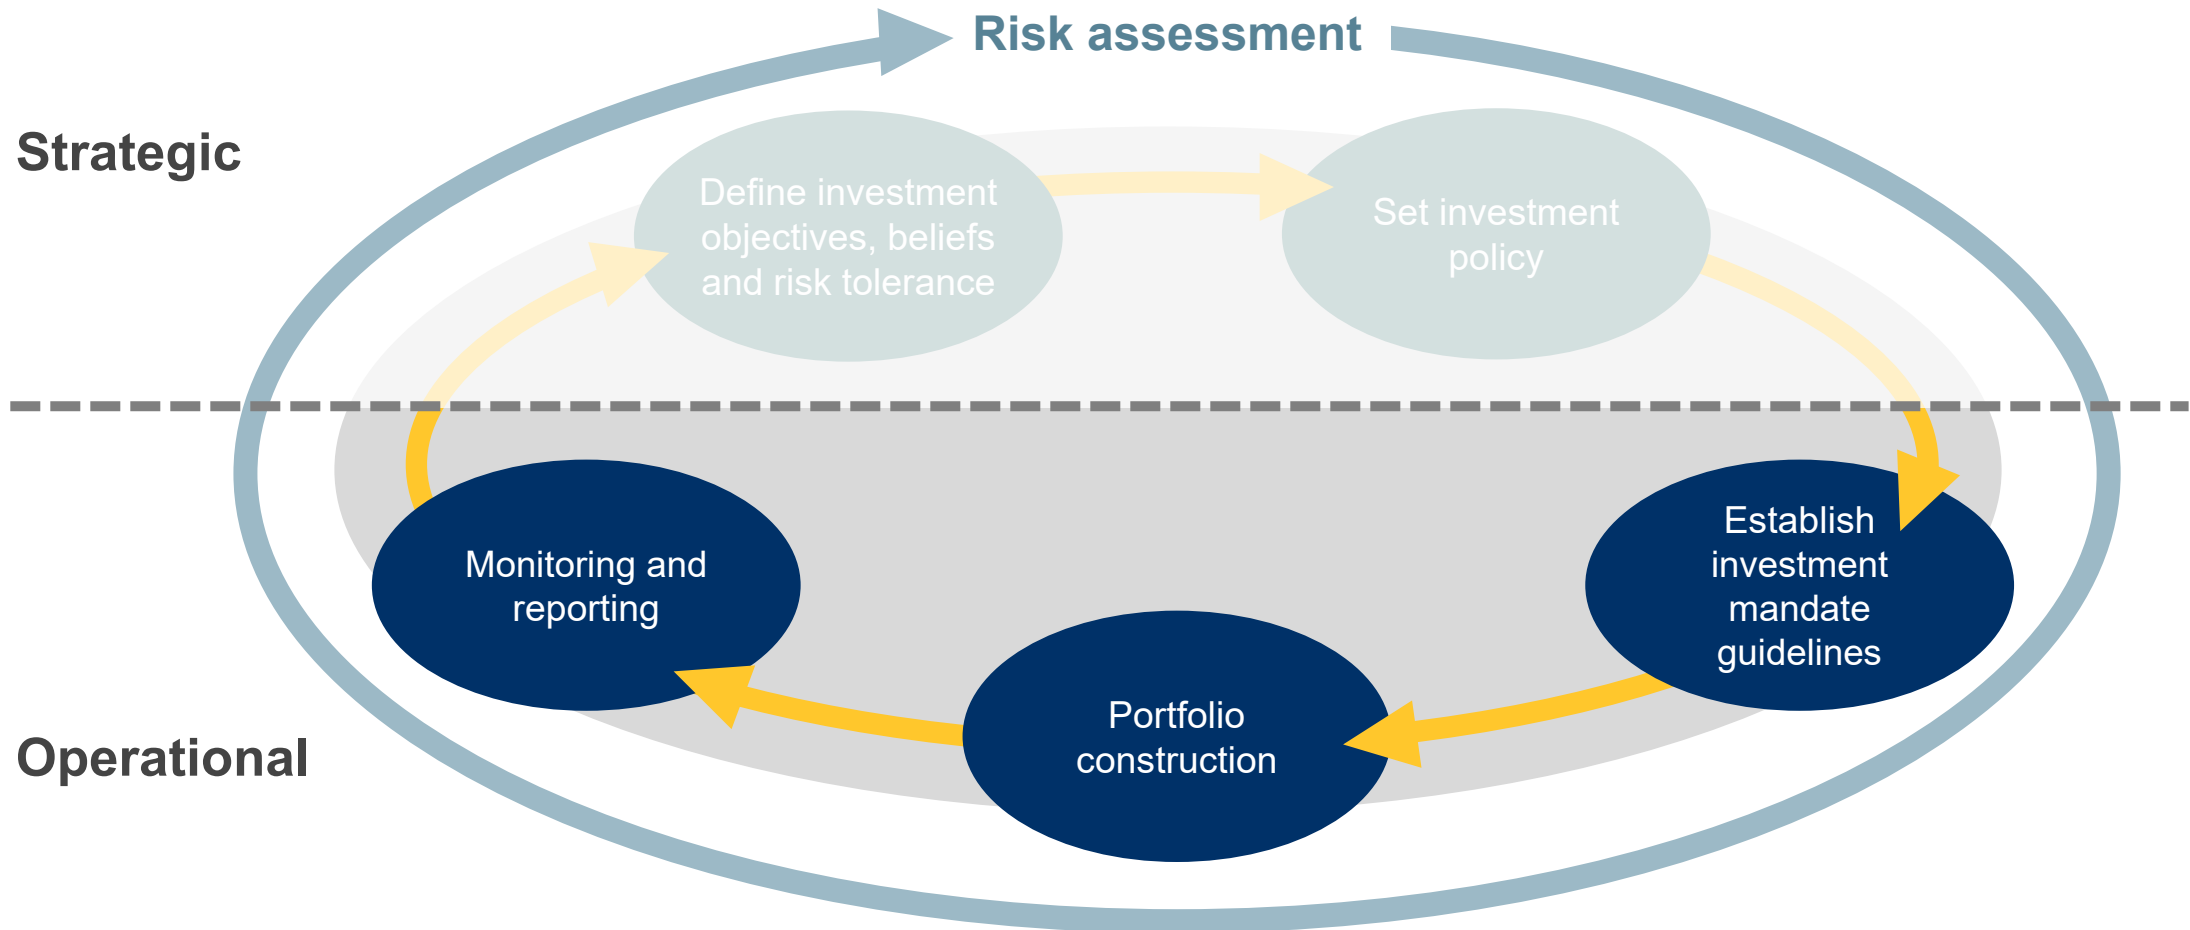 Risk assessment
Strategic
Define investment
objectives, beliefs
and risk tolerance
Set investment
policy
Establish
investment
mandate
guidelines
Monitoring and
reporting
Portfolio
construction
Operational